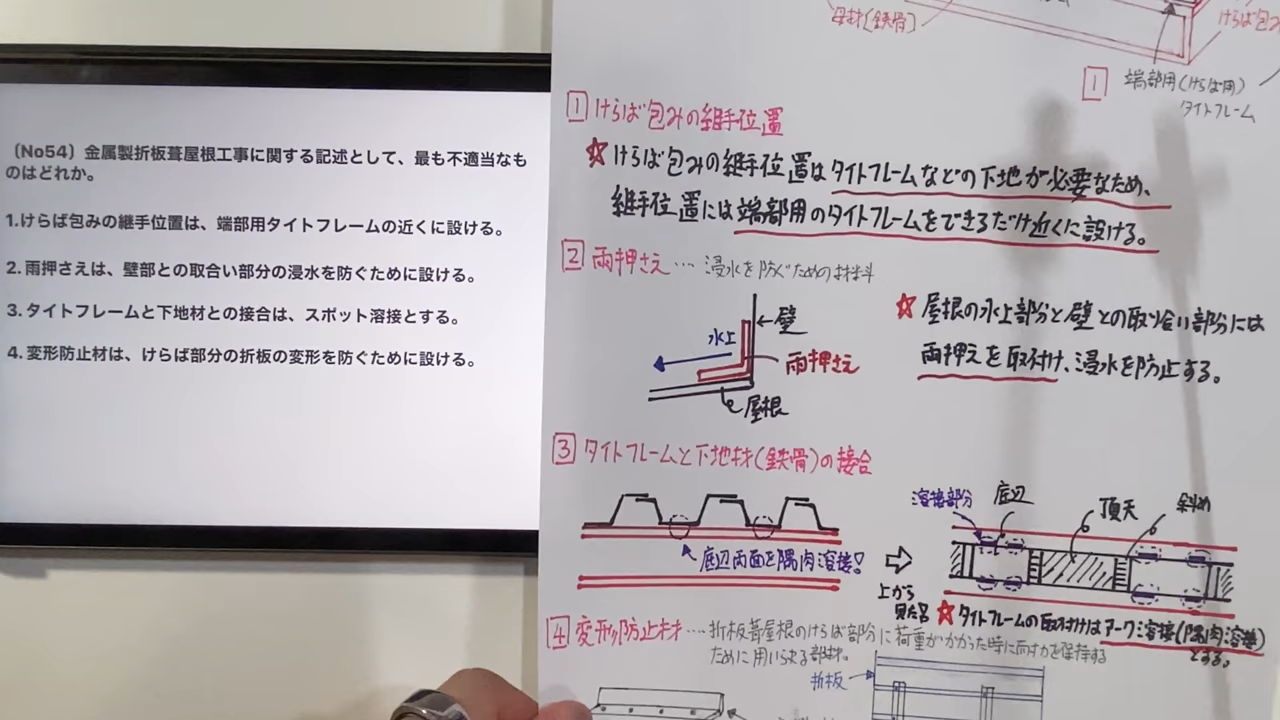 〔No54〕金属製折板葺屋根工事に関する記述として、最も不適当なも
のはどれか。
1.けらば包みの継手位置は、端部用タイトフレームの近くに設ける。
2.雨押さえは、壁部との取合い部分の浸水を防ぐために設ける。
3.タイトフレームと下地材との接合は、スポット溶接とする。
4.変形防止材は、けらば部分の折板の変形を防ぐために設ける。
母材〔鉄骨〕
けらば包み
1 端部用(けらば用)
タイトフレーム
1 けらば包みの継手位置
☆けらば包みの継手位置はタイトフレームなどの下地が必要なため、
継手位置には端部用のタイトフレームをできるだけ近くに設ける。
2 雨押さえ…浸水を防ぐための材料
水上
←壁
雨押さえ
屋根
☆屋根の水上部分と壁との取り合い部分には
雨押えを取付け、浸水を防止する。
3 タイトフレームと下地材(鉄骨)の接合
底辺両面を隅肉溶接!
上から
見た図
溶接部分
底辺
頂天
斜め
☆タイトフレームの取付けはアーク溶接(隅肉溶接)
とする。
4 変形防止材…折板葺屋根のけらば部分に荷重がかかった時に耐力を保持する
ために用いられる部材。
折板